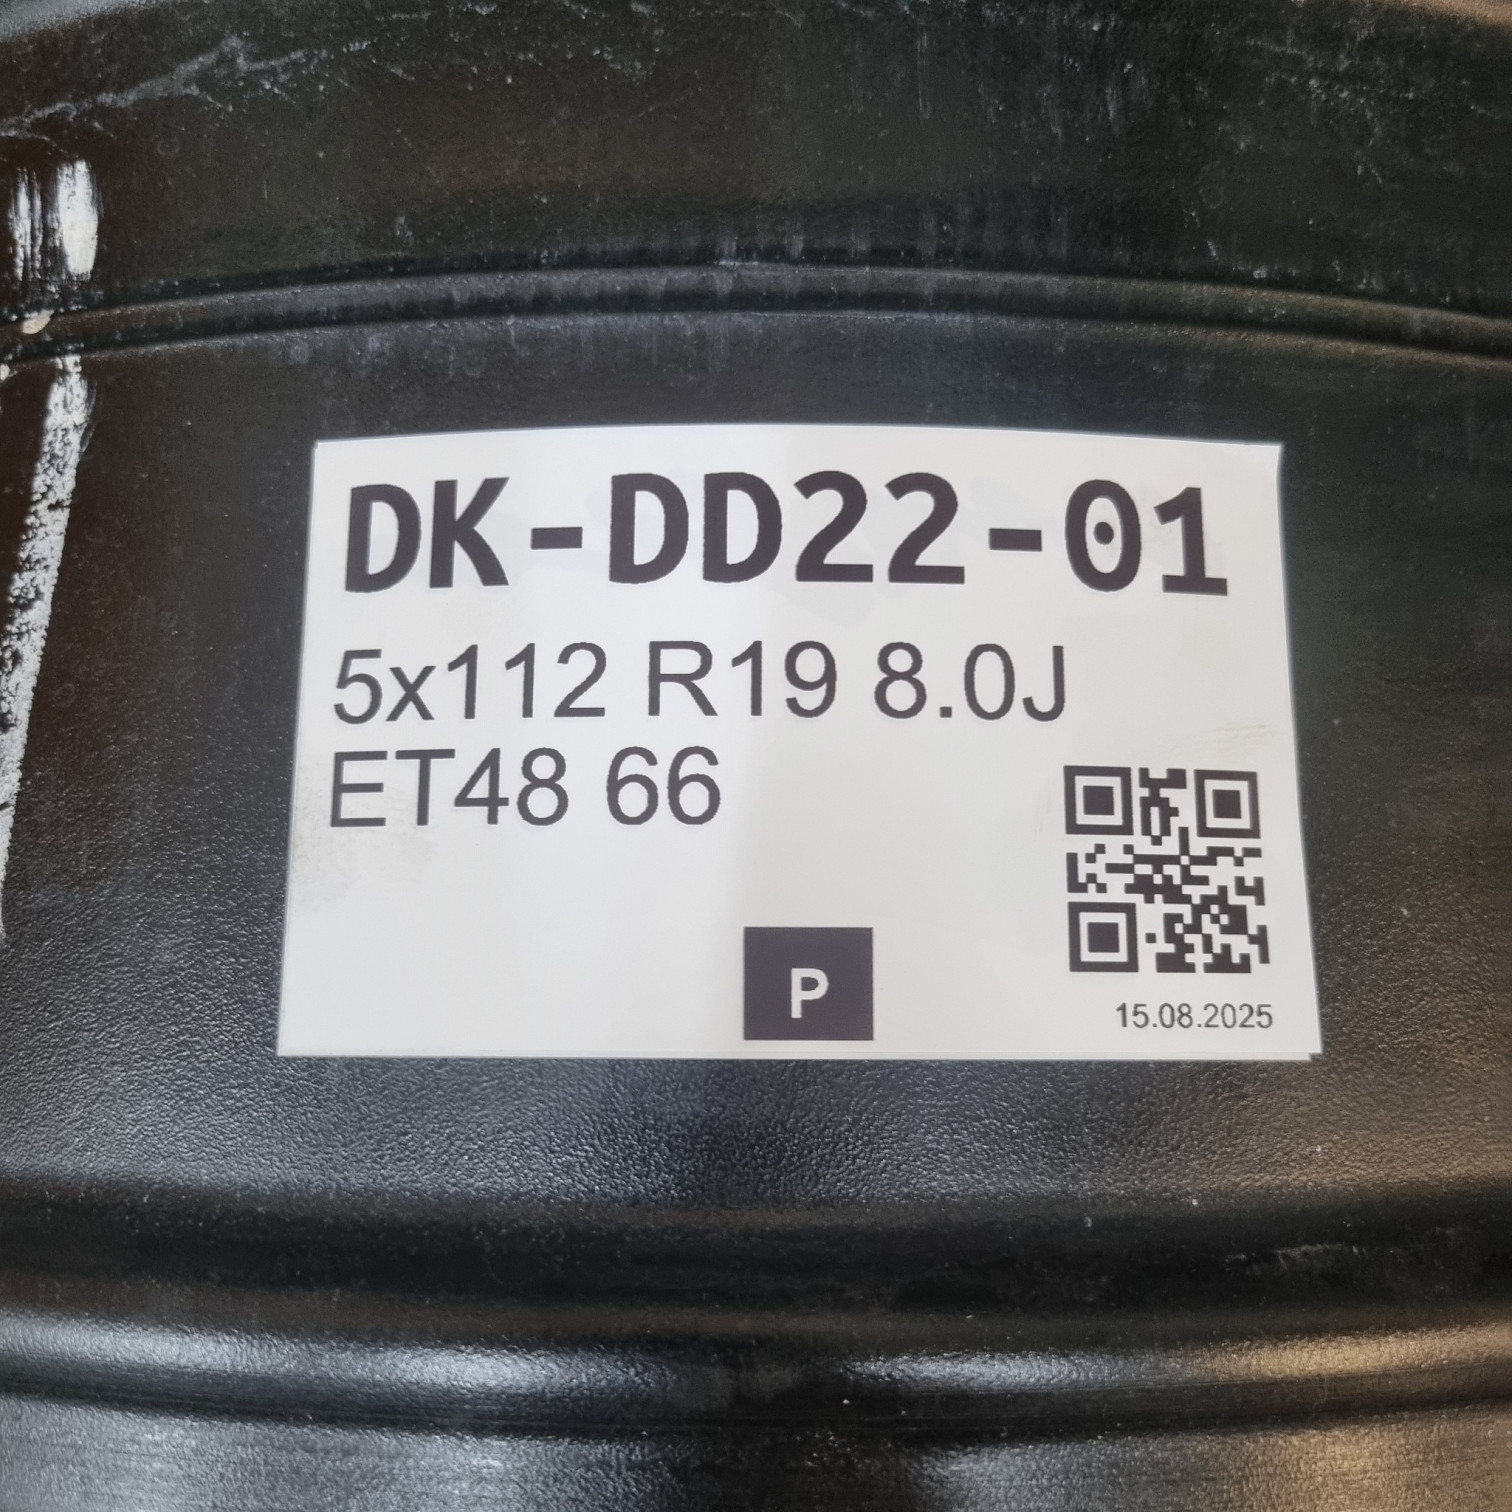 DK-DD22-01
5x112 R19 8.0J
ET48 66
P
15.08.2025